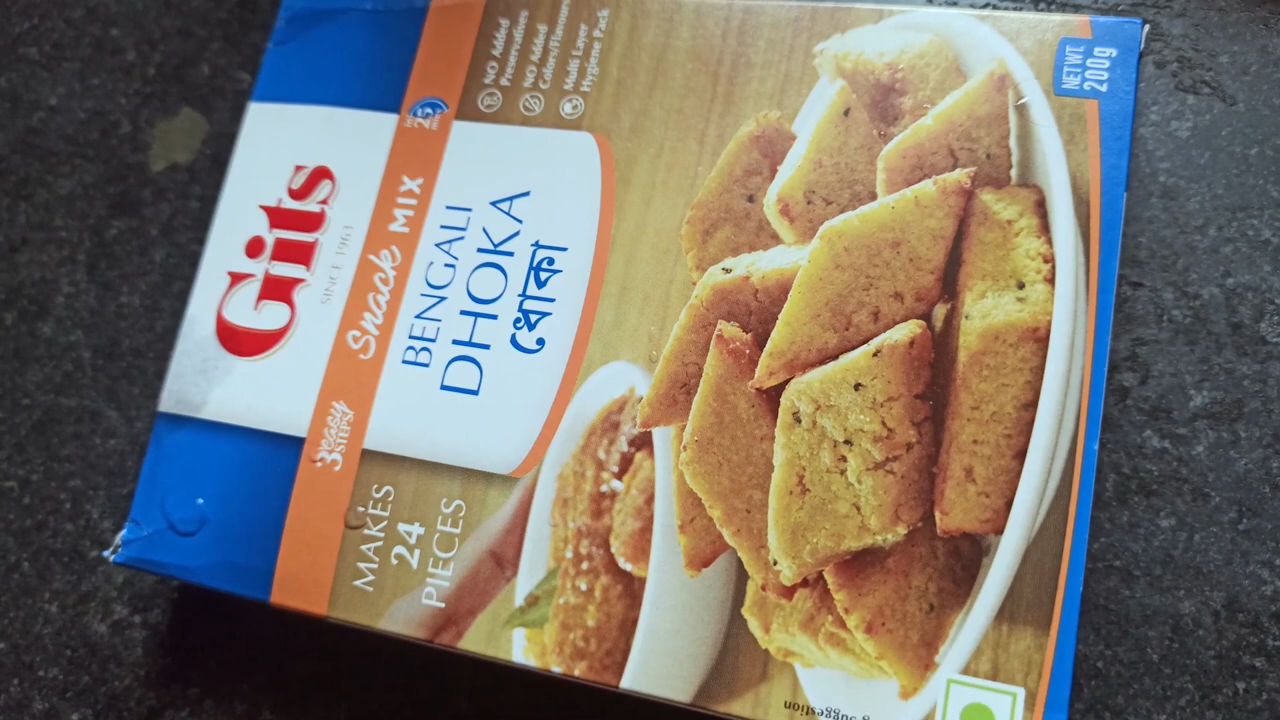 Gits
SINCE 1963
3 easy
STEPS!
Snack MIX
BENGALI
DHOKA
ধোকা
NO Added
Preservatives
NO Added
Colors/Flavours
Multi Layer
Hygiene Pack
MAKES
24
PIECES
NET WT.
200g
Suggestion